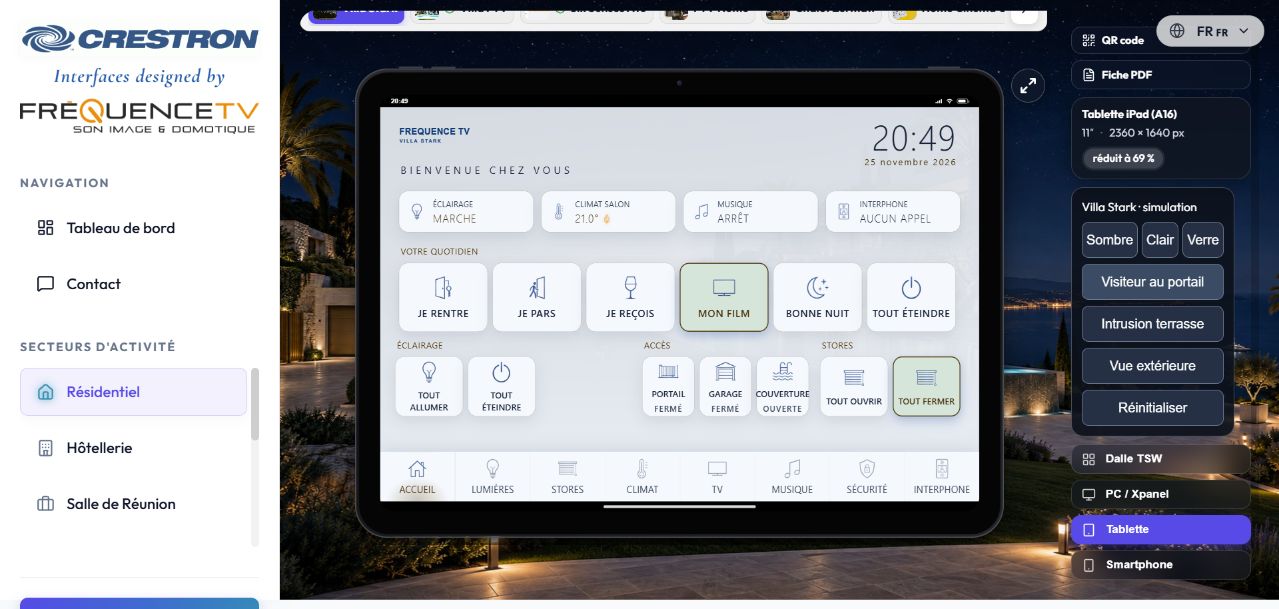 CRESTRON
Interfaces designed by
FRÉQUENCETV
SON IMAGE & DOMOTIQUE
NAVIGATION
Tableau de bord
Contact
SECTEURS D'ACTIVITÉ
Résidentiel
Hôtellerie
Salle de Réunion
20:49
FREQUENCE TV
VILLA STARK
20:49
25 novembre 2026
BIENVENUE CHEZ VOUS
ÉCLAIRAGE
MARCHE
CLIMAT SALON
21.0°
MUSIQUE
ARRÊT
INTERPHONE
AUCUN APPEL
VOTRE QUOTIDIEN
JE RENTRE
JE PARS
JE REÇOIS
MON FILM
BONNE NUIT
TOUT ÉTEINDRE
ÉCLAIRAGE
ACCÈS
STORES
TOUT
ALLUMER
TOUT
ÉTEINDRE
PORTAIL
FERMÉ
GARAGE
FERMÉ
COUVERTURE
OUVERTE
TOUT OUVRIR
TOUT FERMER
ACCUEIL
LUMIÈRES
STORES
CLIMAT
TV
MUSIQUE
SÉCURITÉ
INTERPHONE
FR FR
QR code
Fiche PDF
Tablette iPad (A16)
11" · 2360 × 1640 px
réduit à 69 %
Villa Stark · simulation
Sombre
Clair
Verre
Visiteur au portail
Intrusion terrasse
Vue extérieure
Réinitialiser
Dalle TSW
PC / Xpanel
Tablette
Smartphone